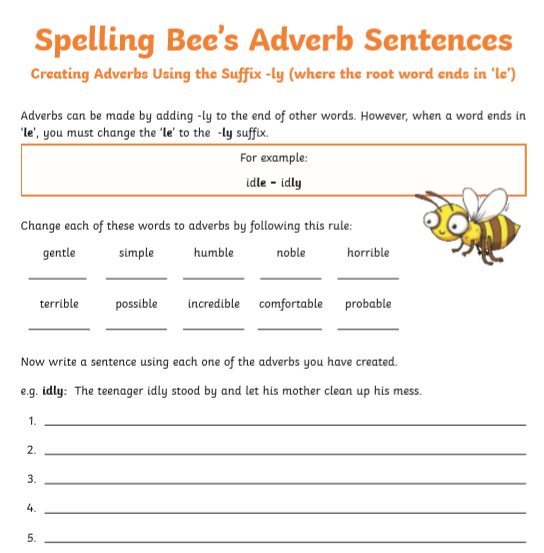 Spelling Bee's Adverb Sentences
Creating Adverbs Using the Suffix -ly (where the root word ends in 'le')
Adverbs can be made by adding -ly to the end of other words. However, when a word ends in
'le', you must change the 'le' to the -ly suffix.
For example:
idle - idly
Change each of these words to adverbs by following this rule:
gentle simple humble noble horrible
terrible possible incredible comfortable probable
Now write a sentence using each one of the adverbs you have created.
e.g. idly: The teenager idly stood by and let his mother clean up his mess.
1.
2.
3.
4.
5.